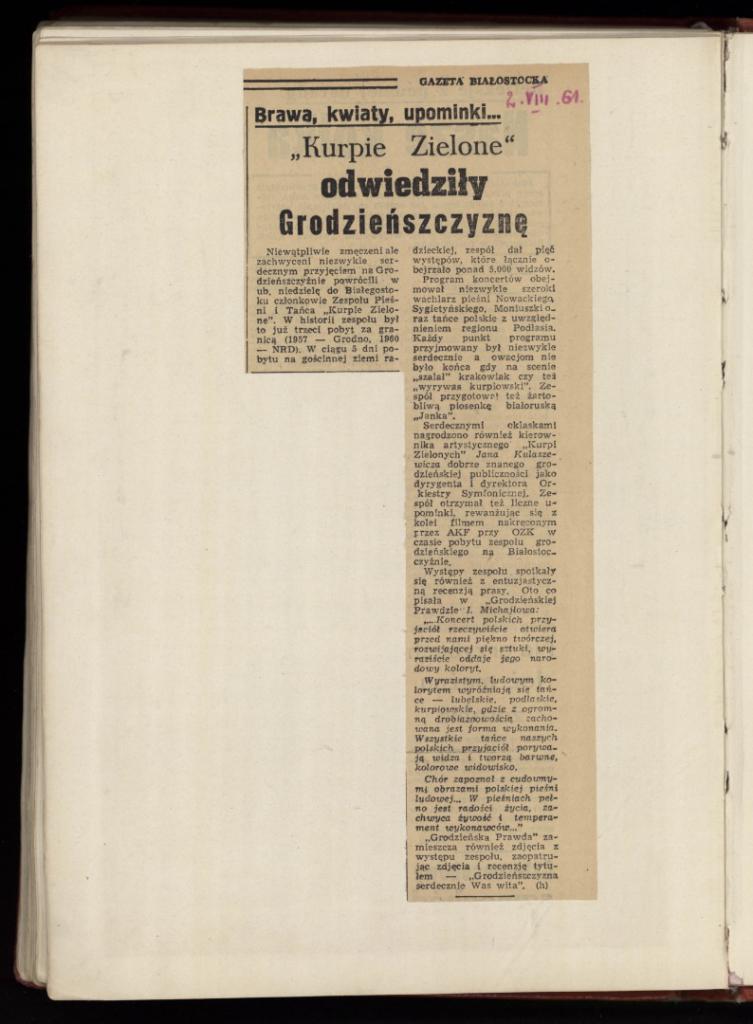 GAZETA BIAŁOSTOCKA
2.VIII.61.
Brawa, kwiaty, upominki...
„Kurpie Zielone“
odwiedziły
Grodzieńszczyznę
Niewątpliwie zmęczeni ale
zachwyceni niezwykle ser-
decznym przyjęciem na Gro-
dzieńszczyźnie powrócili w
ub. niedzielę do Białegosto-
ku członkowie Zespołu Pieś-
ni i Tańca „Kurpie Zielo-
ne”. W historii zespołu był
to już trzeci pobyt za gra-
nicą (1957 — Grodno, 1960
— NRD). W ciągu 5 dni po-
bytu na gościnnej ziemi ra-
dzieckiej, zespół dał pięć
występów, które łącznie o-
bejrzało ponad 5.000 widzów.
Program koncertów obej-
mował niezwykle szeroki
wachlarz pieśni Nowackiego,
Sygietyńskiego, Moniuszki o-
raz tańce polskie z uwzględ-
nieniem regionu Podlasia.
Każdy punkt programu
przyjmowany był niezwykle
serdecznie a owacjom nie
było końca gdy na scenie
„szalał” krakowiak czy też
„wyrywas kurpiowski”. Ze-
spół przygotował też żarto-
bliwą piosenkę białoruską
„Janka”.
Serdecznymi oklaskami
nagrodzono również kierow-
nika artystycznego „Kurpi
Zielonych” Jana Kulasze-
wicza dobrze znanego gro-
dzieńskiej publiczności jako
dyrygenta i dyrektora Or-
kiestry Symfonicznej. Ze-
spół otrzymał też liczne u-
pominki, rewanżując się z
kolei filmem nakręconym
przez AKF przy OZK w
czasie pobytu zespołu gro-
dzieńskiego na Białostoc-
czyźnie.
Występy zespołu spotkały
się również z entuzjastycz-
ną recenzją prasy. Oto co
pisała w „Grodzieńskiej
Prawdzie” I. Michajłowa:
„...Koncert polskich przy-
jaciół rzeczywiście otwiera
przed nami piękno twórczej,
rozwijającej się sztuki, wy-
raziście oddaje jego naro-
dowy koloryt.
Wyrazistym, ludowym ko-
lorytem wyróżniają się tań-
ce — lubelskie, podlaskie,
kurpiowskie, gdzie z ogrom-
ną drobiazgowością zacho-
wana jest forma wykonania.
Wszystkie tańce naszych
polskich przyjaciół porywa-
ją widza i tworzą barwne,
kolorowe widowisko.
Chór zapoznał z cudowny-
mi obrazami polskiej pieśni
ludowej... W pieśniach peł-
no jest radości życia, za-
chwyca żywość i tempera-
ment wykonawców...”
„Grodzieńska Prawda” za-
mieszcza również zdjęcia z
występu zespołu, zaopatru-
jąc zdjęcia i recenzję tytu-
łem — „Grodzieńszczyzna
serdecznie Was wita”. (h)